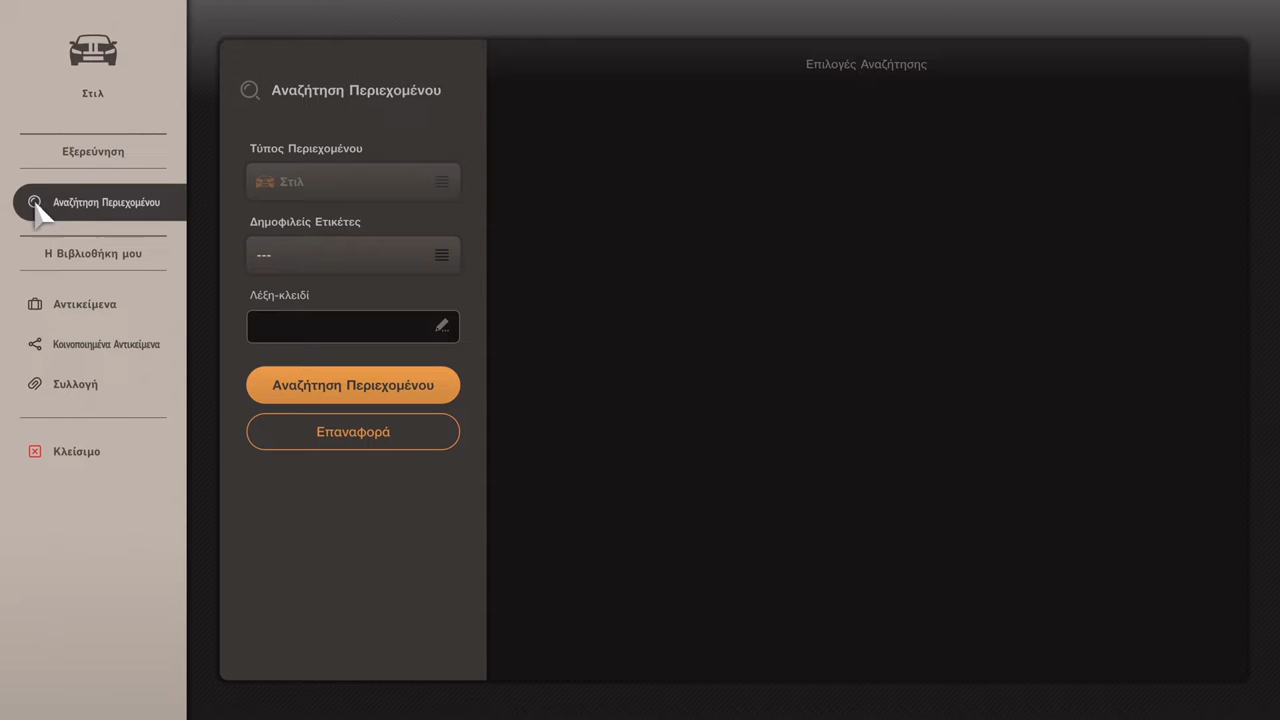 Στιλ
Εξερεύνηση
Αναζήτηση Περιεχομένου
Η Βιβλιοθήκη μου
Αντικείμενα
Κοινοποιημένα Αντικείμενα
Συλλογή
Κλείσιμο
Αναζήτηση Περιεχομένου
Τύπος Περιεχομένου
Στιλ
Δημοφιλείς Ετικέτες
---
Λέξη-κλειδί
Αναζήτηση Περιεχομένου
Επαναφορά
Επιλογές Αναζήτησης